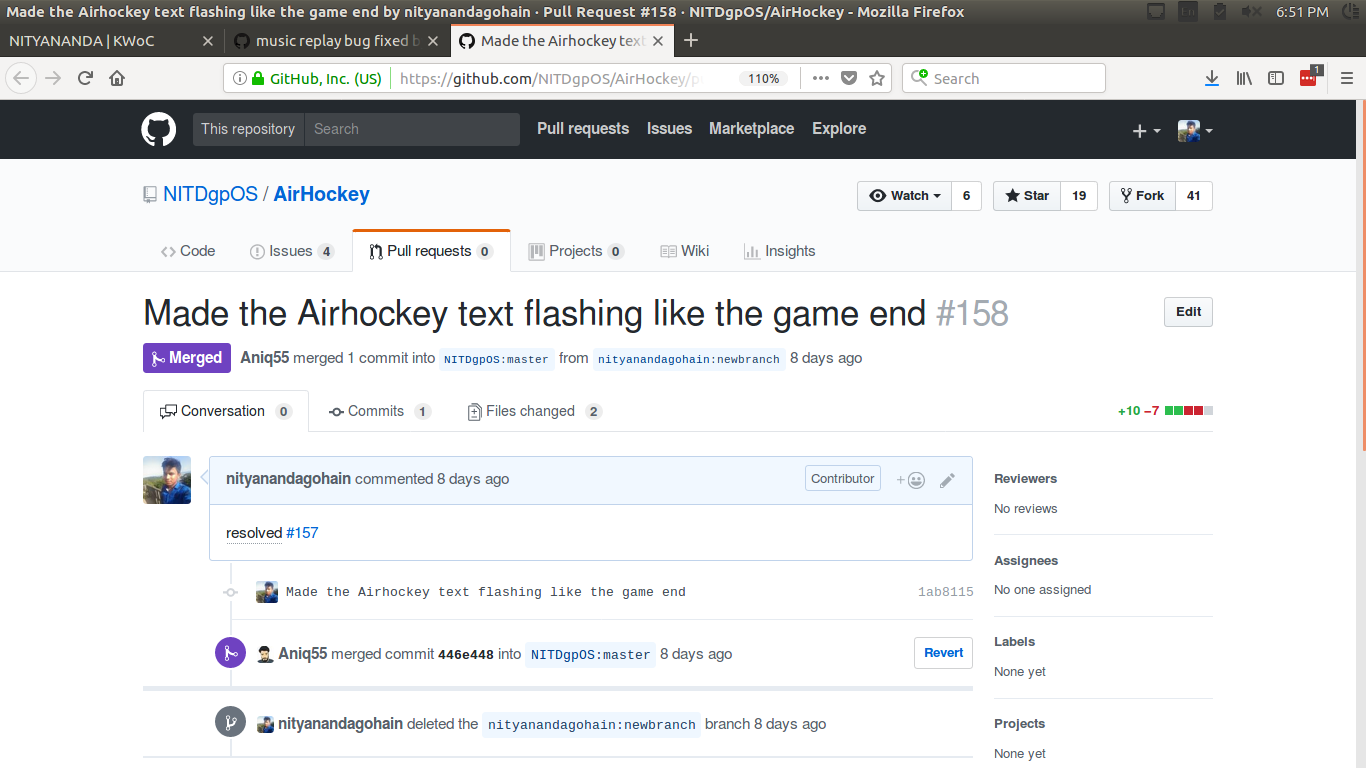 Made the Airhockey text flashing like the game end by nityanandagohain · Pull Request #158 · NITDgpOS/AirHockey - Mozilla Firefox
En
6:51 PM
NITYANANDA | KWoC
music replay bug fixed b
Made the Airhockey text
GitHub, Inc. (US)
https://github.com/NITDgpOS/AirHockey/p
110%
Search
1
This repository
Search
Pull requests
Issues
Marketplace
Explore
NITDgpOS / AirHockey
Watch 6
Star 19
Fork 41
Code
Issues 4
Pull requests 0
Projects 0
Wiki
Insights
Made the Airhockey text flashing like the game end #158
Edit
Merged Aniq55 merged 1 commit into NITDgpOS:master from nityanandagohain:newbranch 8 days ago
Conversation 0
Commits 1
Files changed 2
+10 −7
nityanandagohain commented 8 days ago
Contributor
resolved #157
Made the Airhockey text flashing like the game end 1ab8115
Aniq55 merged commit 446e448 into NITDgpOS:master 8 days ago
Revert
nityanandagohain deleted the nityanandagohain:newbranch branch 8 days ago
Reviewers
No reviews
Assignees
No one assigned
Labels
None yet
Projects
None yet